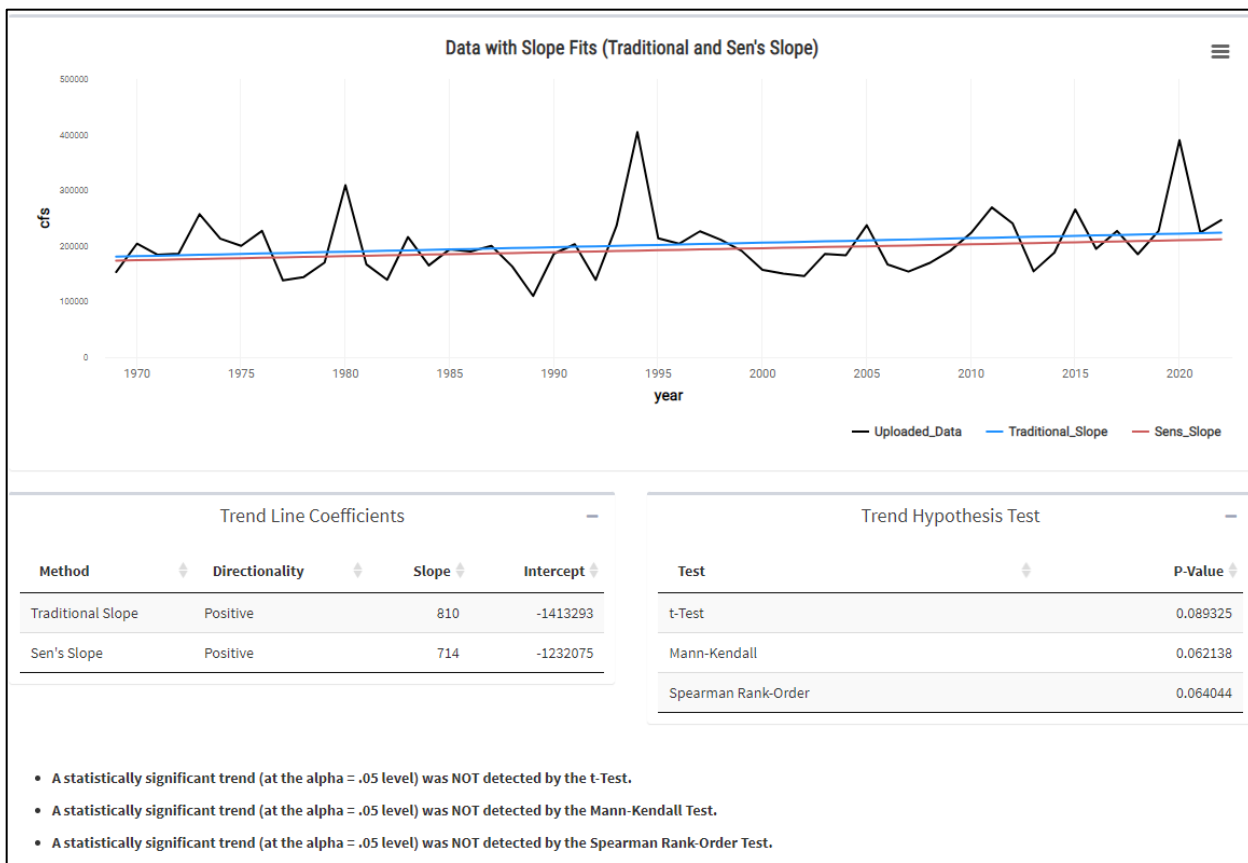 Data with Slope Fits (Traditional and Sen's Slope)
500000
400000
300000
200000
100000
0
cfs
1970 1975 1980 1985 1990 1995 2000 2005 2010 2015 2020
year
Uploaded_Data Traditional_Slope Sens_Slope
Trend Line Coefficients
Method Directionality Slope Intercept
Traditional Slope Positive 810 -1413293
Sen's Slope Positive 714 -1232075
Trend Hypothesis Test
Test P-Value
t-Test 0.089325
Mann-Kendall 0.062138
Spearman Rank-Order 0.064044
• A statistically significant trend (at the alpha = .05 level) was NOT detected by the t-Test.
• A statistically significant trend (at the alpha = .05 level) was NOT detected by the Mann-Kendall Test.
• A statistically significant trend (at the alpha = .05 level) was NOT detected by the Spearman Rank-Order Test.